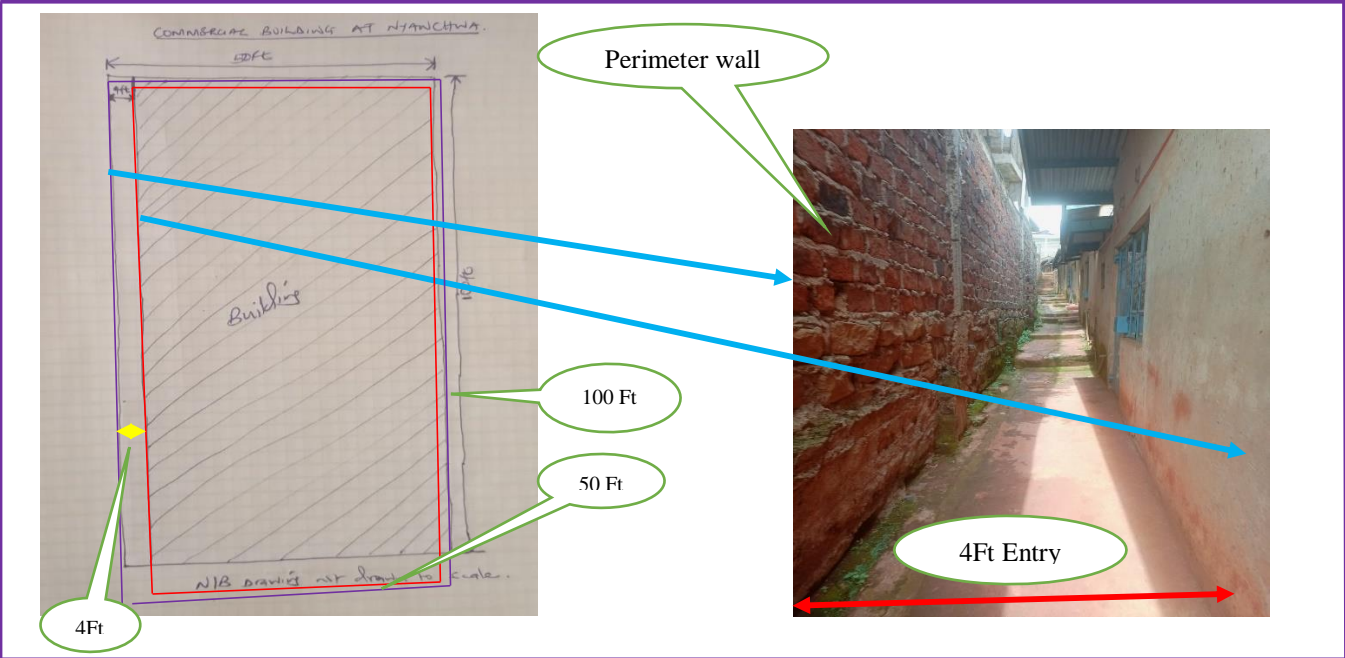 COMMERCIAL BUILDING AT NYANCHWA.
50Ft
4ft
Perimeter wall
Building
100 Ft
50 Ft
4Ft Entry
N/B Drawing not drawn to scale.
4Ft